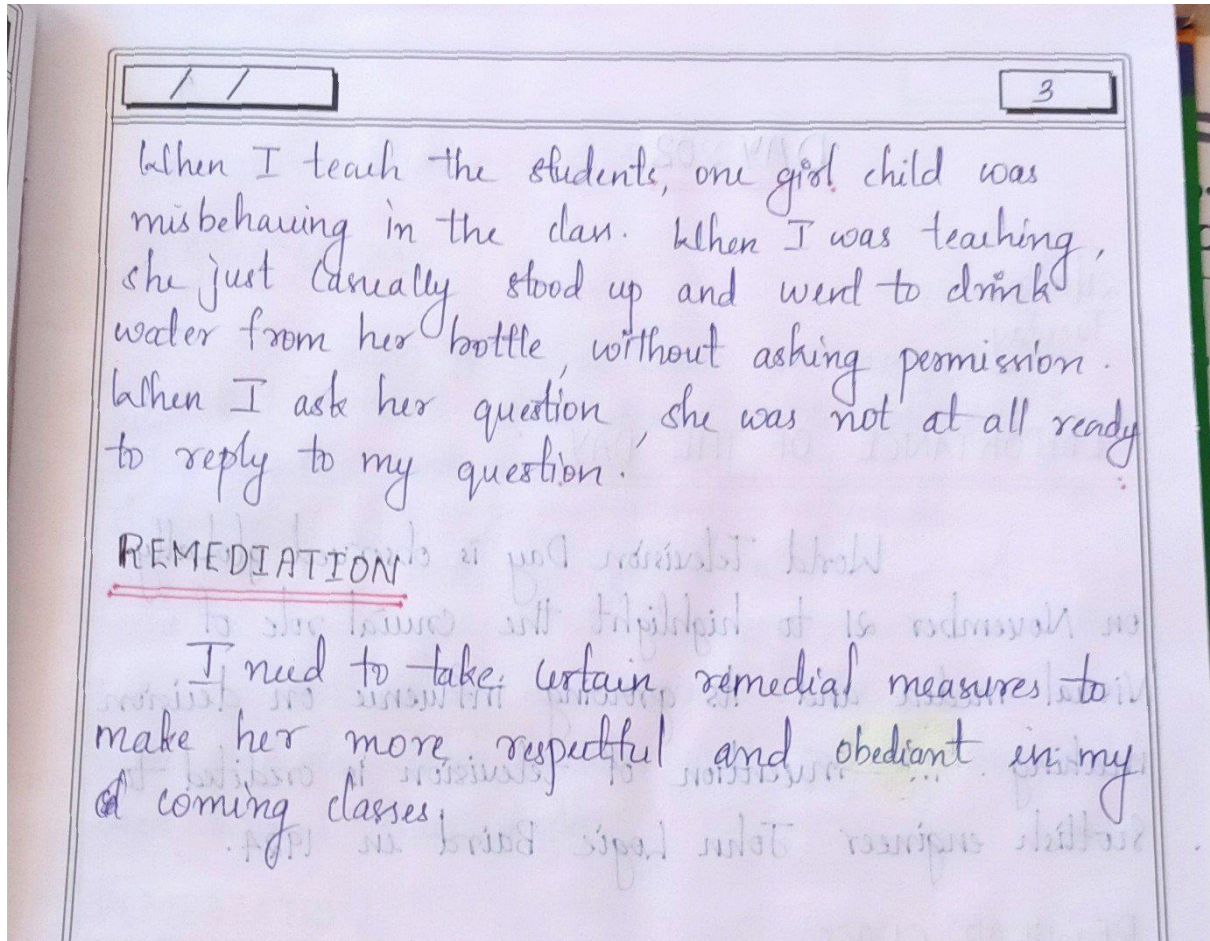 / /
3
When I teach the students, one girl child was
misbehaving in the class. When I was teaching,
she just casually stood up and went to drink
water from her bottle, without asking permission.
When I ask her question, she was not at all ready
to reply to my question.
REMEDIATION
I need to take certain remedial measures to
make her more respectful and obediant in my
coming classes.